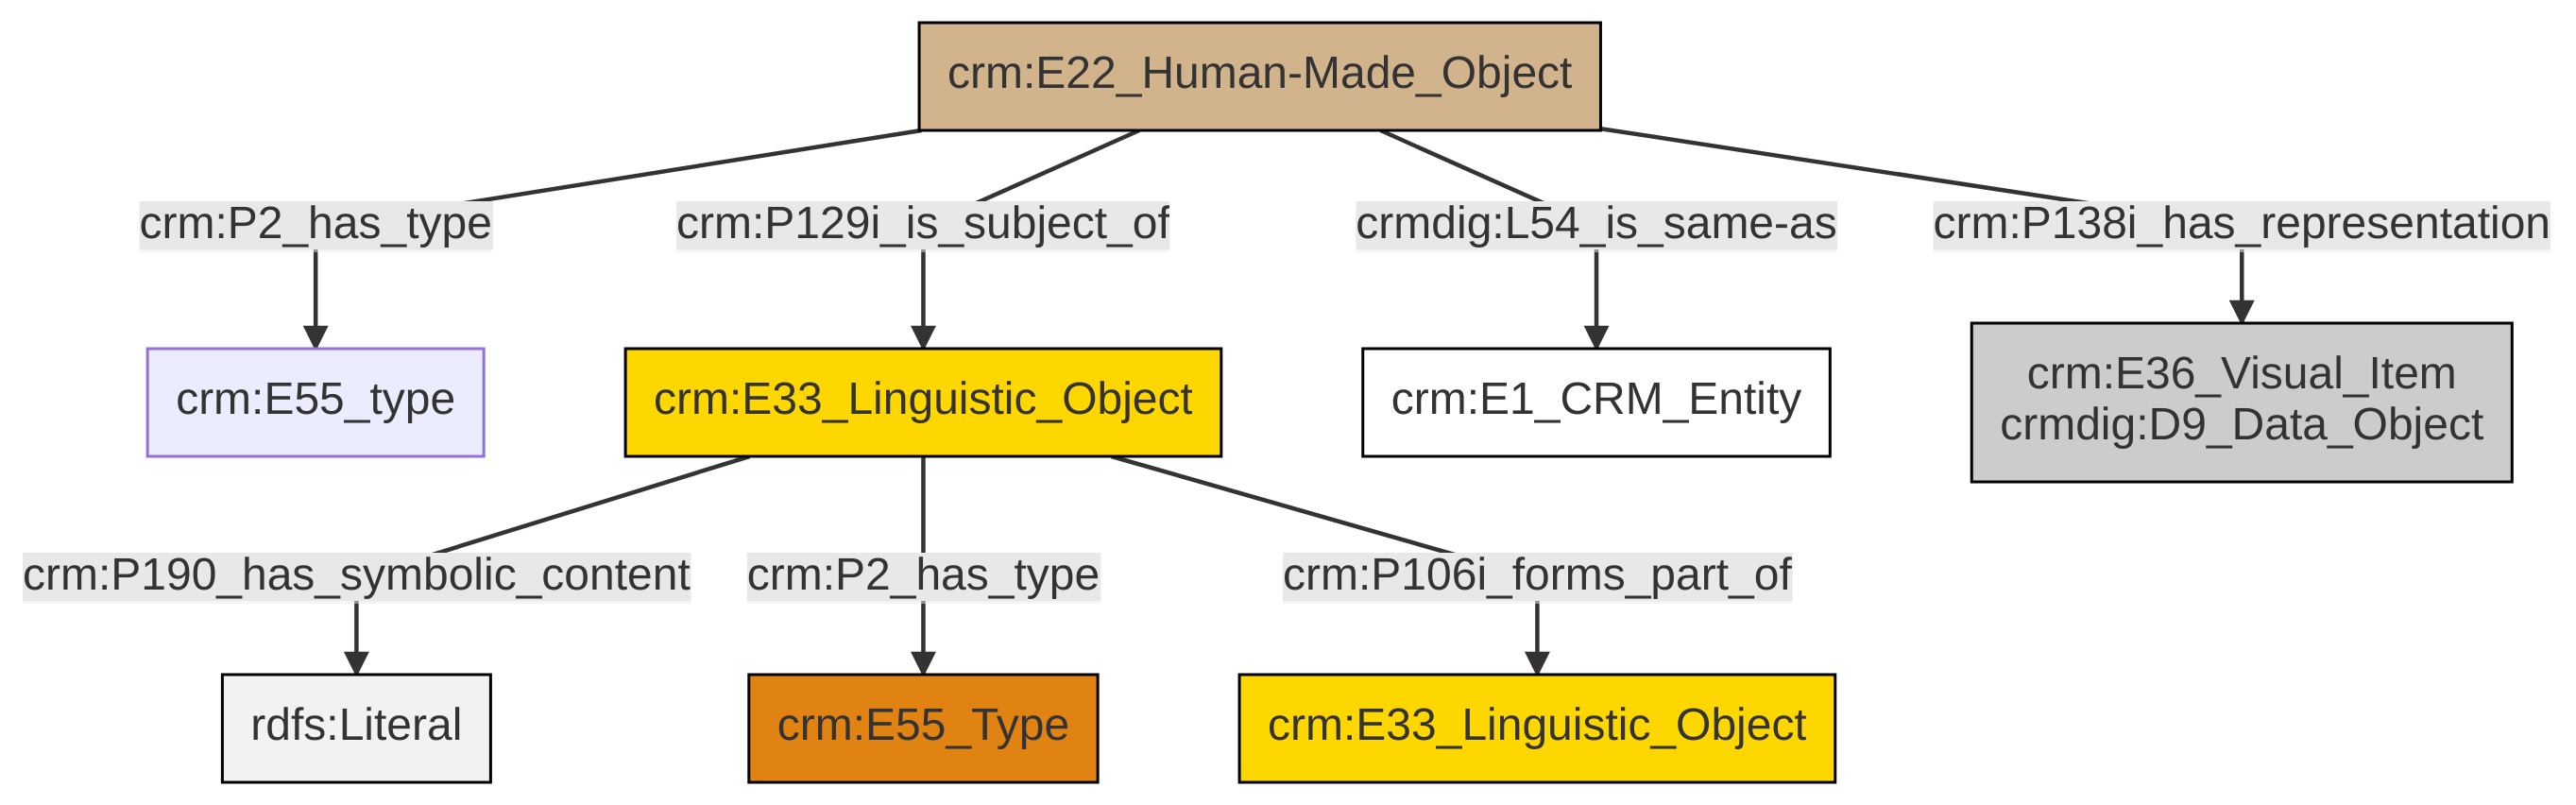 crm:E22_Human-Made_Object
crm:P2_has_type
crm:P129i_is_subject_of
crmdig:L54_is_same-as
crm:P138i_has_representation
crm:E55_type
crm:E33_Linguistic_Object
crm:E1_CRM_Entity
crm:E36_Visual_Item
crmdig:D9_Data_Object
crm:P190_has_symbolic_content
crm:P2_has_type
crm:P106i_forms_part_of
rdfs:Literal
crm:E55_Type
crm:E33_Linguistic_Object